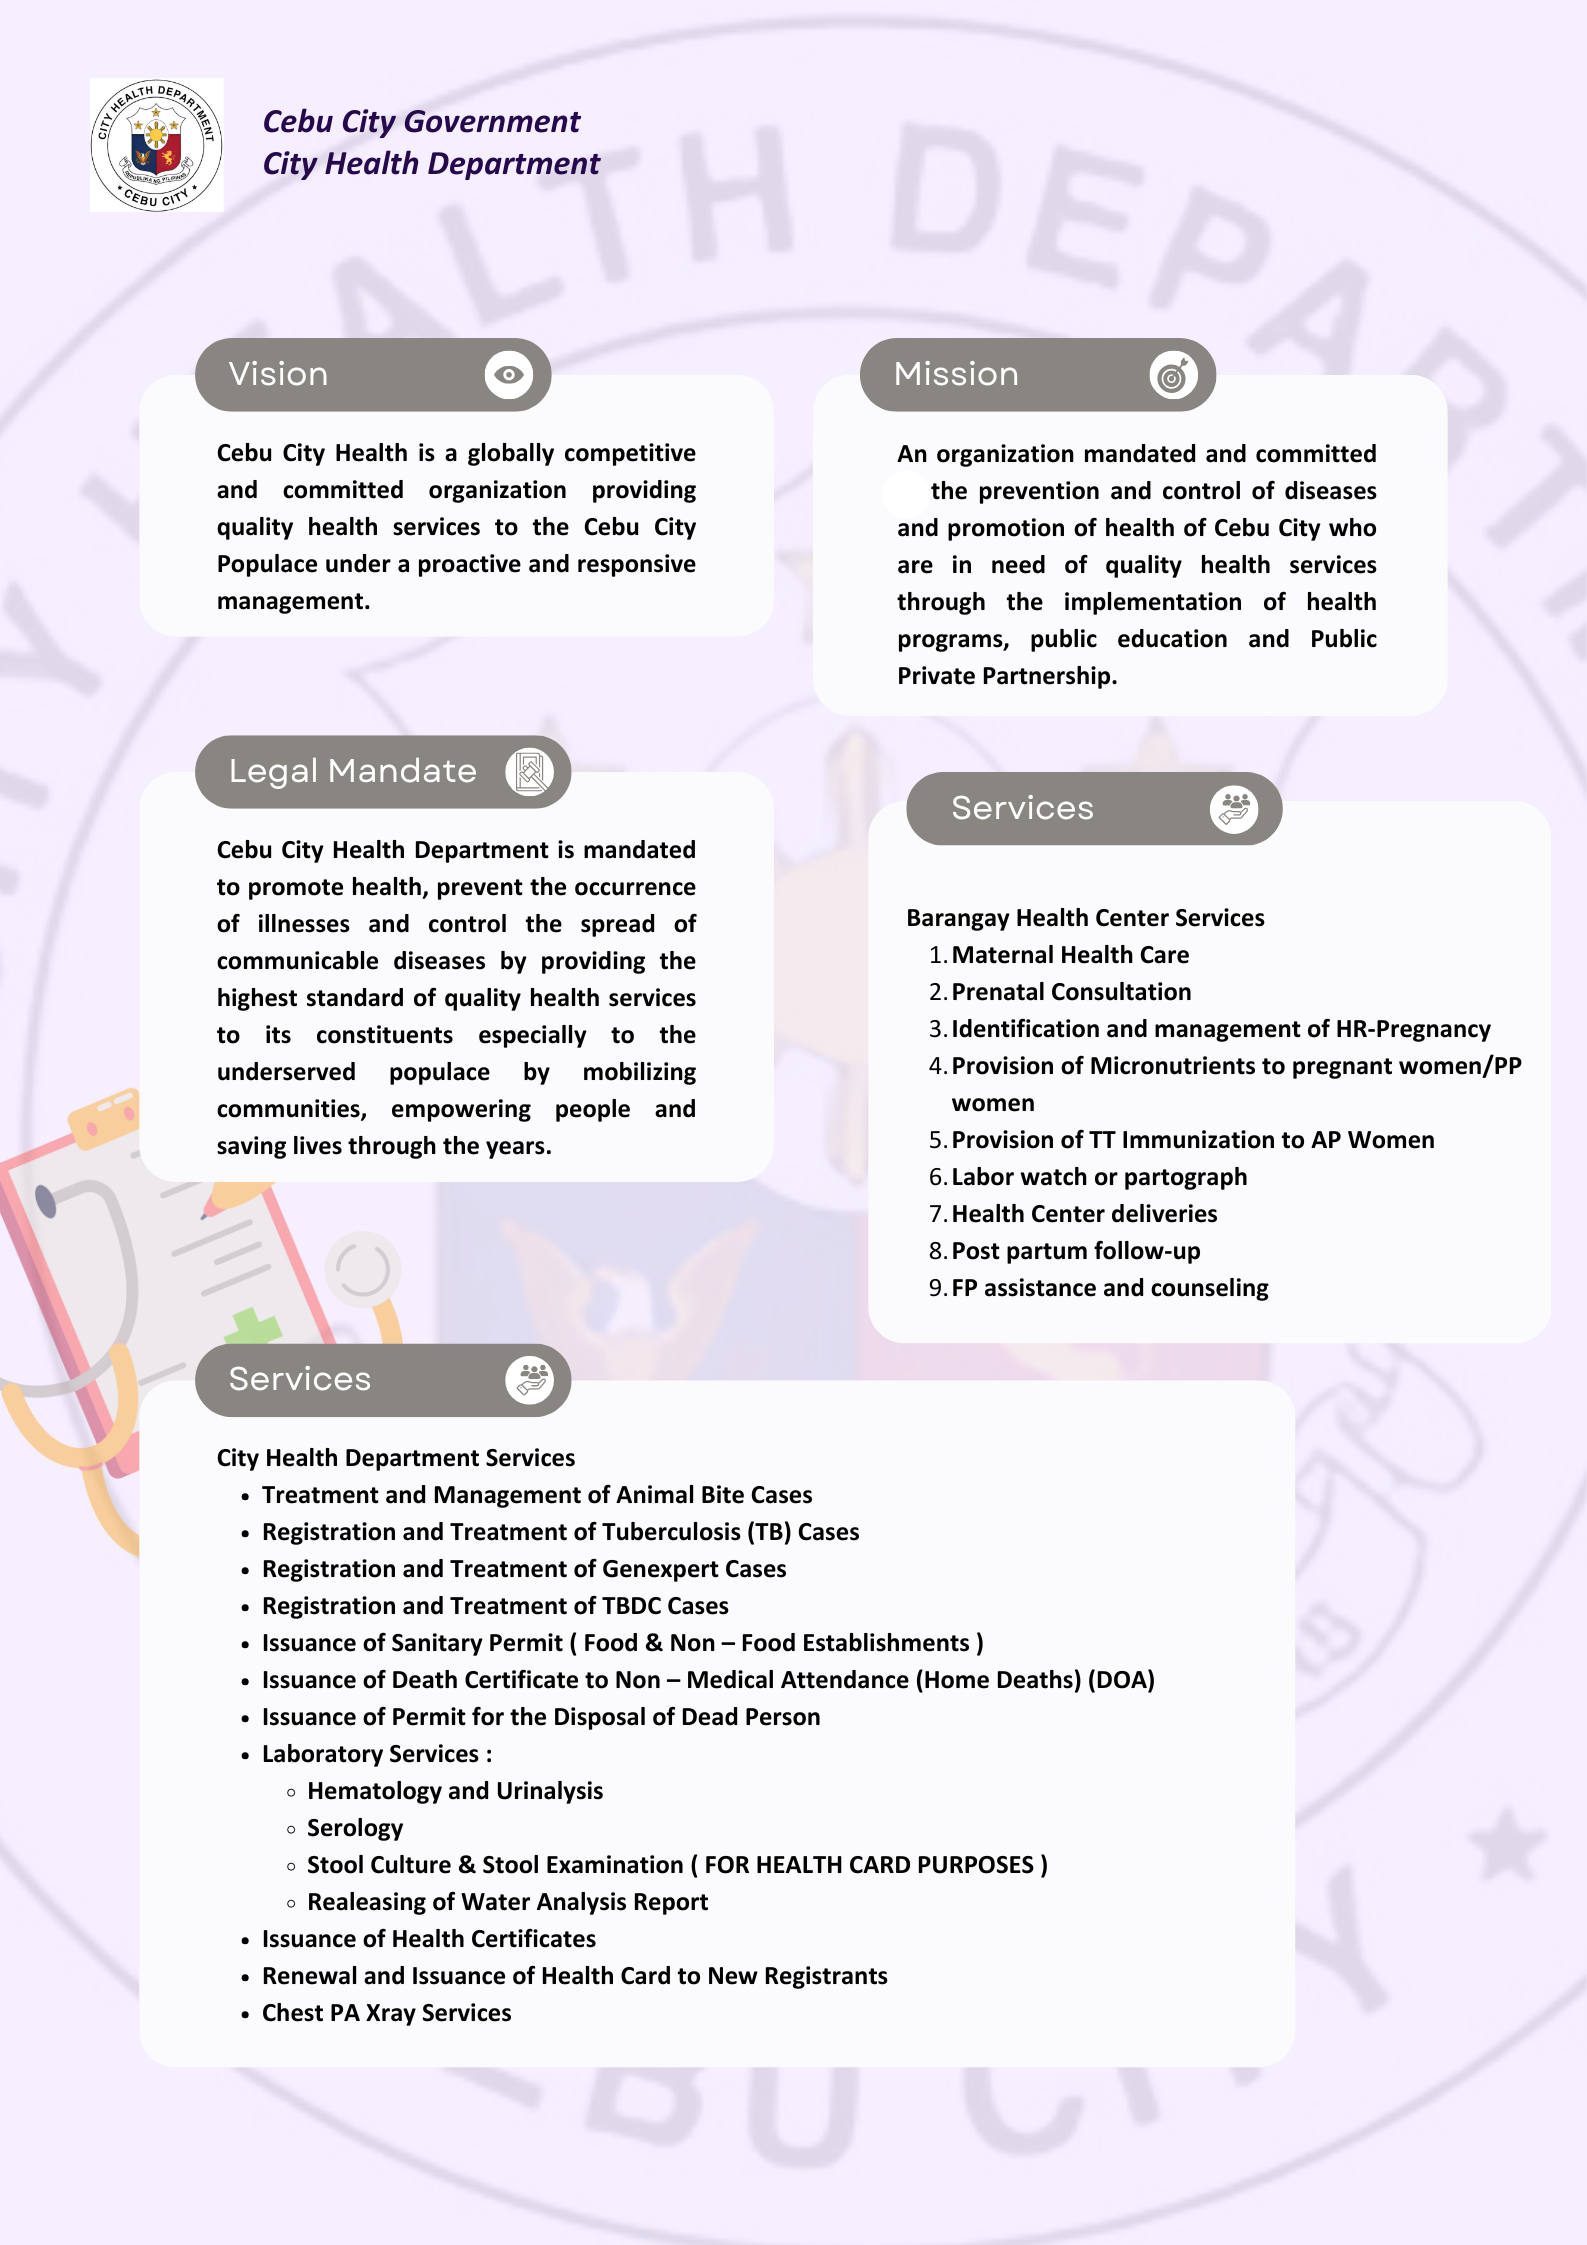 CITY HEALTH DEPARTMENT
REPUBLIKA NG PILIPINAS
CEBU CITY
Cebu City Government
City Health Department
Vision
Cebu City Health is a globally competitive
and committed organization providing
quality health services to the Cebu City
Populace under a proactive and responsive
management.
Mission
An organization mandated and committed
the prevention and control of diseases
and promotion of health of Cebu City who
are in need of quality health services
through the implementation of health
programs, public education and Public
Private Partnership.
Legal Mandate
Cebu City Health Department is mandated
to promote health, prevent the occurrence
of illnesses and control the spread of
communicable diseases by providing the
highest standard of quality health services
to its constituents especially to the
underserved populace by mobilizing
communities, empowering people and
saving lives through the years.
Services
Barangay Health Center Services
1. Maternal Health Care
2. Prenatal Consultation
3. Identification and management of HR-Pregnancy
4. Provision of Micronutrients to pregnant women/PP
women
5. Provision of TT Immunization to AP Women
6. Labor watch or partograph
7. Health Center deliveries
8. Post partum follow-up
9. FP assistance and counseling
Services
City Health Department Services
• Treatment and Management of Animal Bite Cases
• Registration and Treatment of Tuberculosis (TB) Cases
• Registration and Treatment of Genexpert Cases
• Registration and Treatment of TBDC Cases
• Issuance of Sanitary Permit ( Food & Non – Food Establishments )
• Issuance of Death Certificate to Non – Medical Attendance (Home Deaths) (DOA)
• Issuance of Permit for the Disposal of Dead Person
• Laboratory Services :
◦ Hematology and Urinalysis
◦ Serology
◦ Stool Culture & Stool Examination ( FOR HEALTH CARD PURPOSES )
◦ Realeasing of Water Analysis Report
• Issuance of Health Certificates
• Renewal and Issuance of Health Card to New Registrants
• Chest PA Xray Services